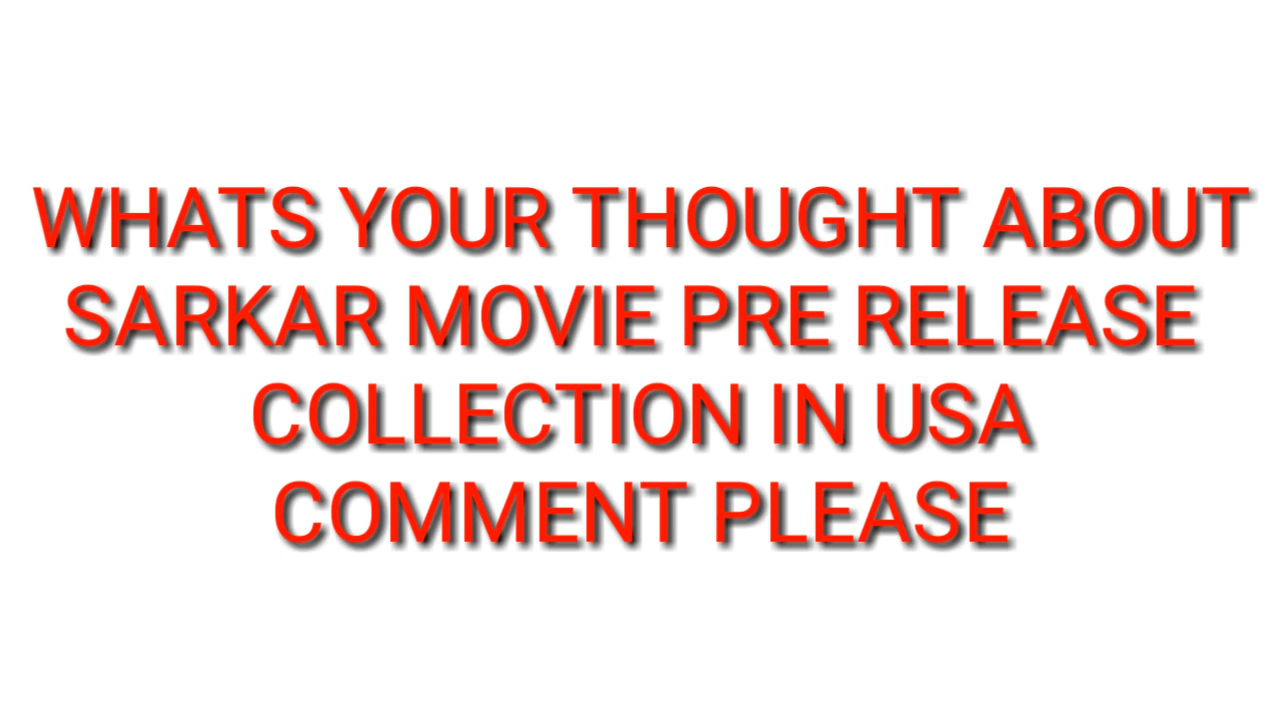 WHATS YOUR THOUGHT ABOUT
SARKAR MOVIE PRE RELEASE
COLLECTION IN USA
COMMENT PLEASE